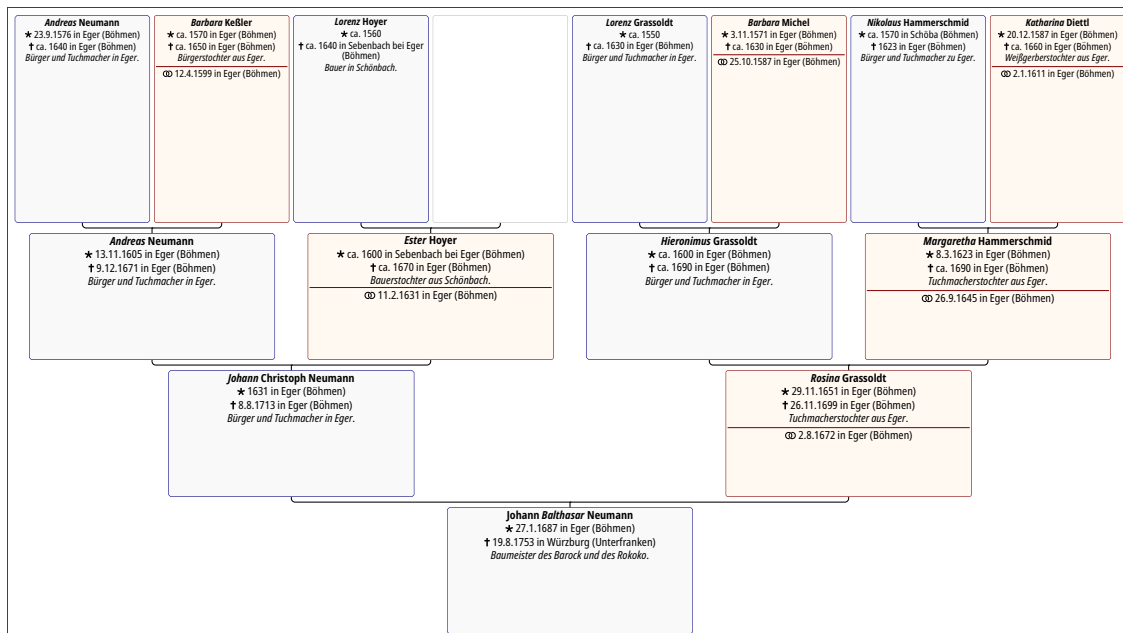 Andreas Neumann
★ 23.9.1576 in Eger (Böhmen)
✝ ca. 1640 in Eger (Böhmen)
Bürger und Tuchmacher in Eger.
Barbara Keßler
★ ca. 1570 in Eger (Böhmen)
✝ ca. 1650 in Eger (Böhmen)
Bürgerstochter aus Eger.
⚭ 12.4.1599 in Eger (Böhmen)
Lorenz Hoyer
★ ca. 1560
✝ ca. 1640 in Sebenbach bei Eger
(Böhmen)
Bauer in Schönbach.
Lorenz Grassoldt
★ ca. 1550
✝ ca. 1630 in Eger (Böhmen)
Bürger und Tuchmacher in Eger.
Barbara Michel
★ 3.11.1571 in Eger (Böhmen)
✝ ca. 1630 in Eger (Böhmen)
⚭ 25.10.1587 in Eger (Böhmen)
Nikolaus Hammerschmid
★ ca. 1570 in Schöba (Böhmen)
✝ 1623 in Eger (Böhmen)
Bürger und Tuchmacher zu Eger.
Katharina Diettl
★ 20.12.1587 in Eger (Böhmen)
✝ ca. 1660 in Eger (Böhmen)
Weißgerberstochter aus Eger.
⚭ 2.1.1611 in Eger (Böhmen)
Andreas Neumann
★ 13.11.1605 in Eger (Böhmen)
✝ 9.12.1671 in Eger (Böhmen)
Bürger und Tuchmacher in Eger.
Ester Hoyer
★ ca. 1600 in Sebenbach bei Eger (Böhmen)
✝ ca. 1670 in Eger (Böhmen)
Bauerstochter aus Schönbach.
⚭ 11.2.1631 in Eger (Böhmen)
Hieronimus Grassoldt
★ ca. 1600 in Eger (Böhmen)
✝ ca. 1690 in Eger (Böhmen)
Bürger und Tuchmacher in Eger.
Margaretha Hammerschmid
★ 8.3.1623 in Eger (Böhmen)
✝ ca. 1690 in Eger (Böhmen)
Tuchmacherstochter aus Eger.
⚭ 26.9.1645 in Eger (Böhmen)
Johann Christoph Neumann
★ 1631 in Eger (Böhmen)
✝ 8.8.1713 in Eger (Böhmen)
Bürger und Tuchmacher in Eger.
Rosina Grassoldt
★ 29.11.1651 in Eger (Böhmen)
✝ 26.11.1699 in Eger (Böhmen)
Tuchmacherstochter aus Eger.
⚭ 2.8.1672 in Eger (Böhmen)
Johann Balthasar Neumann
★ 27.1.1687 in Eger (Böhmen)
✝ 19.8.1753 in Würzburg (Unterfranken)
Baumeister des Barock und des Rokoko.